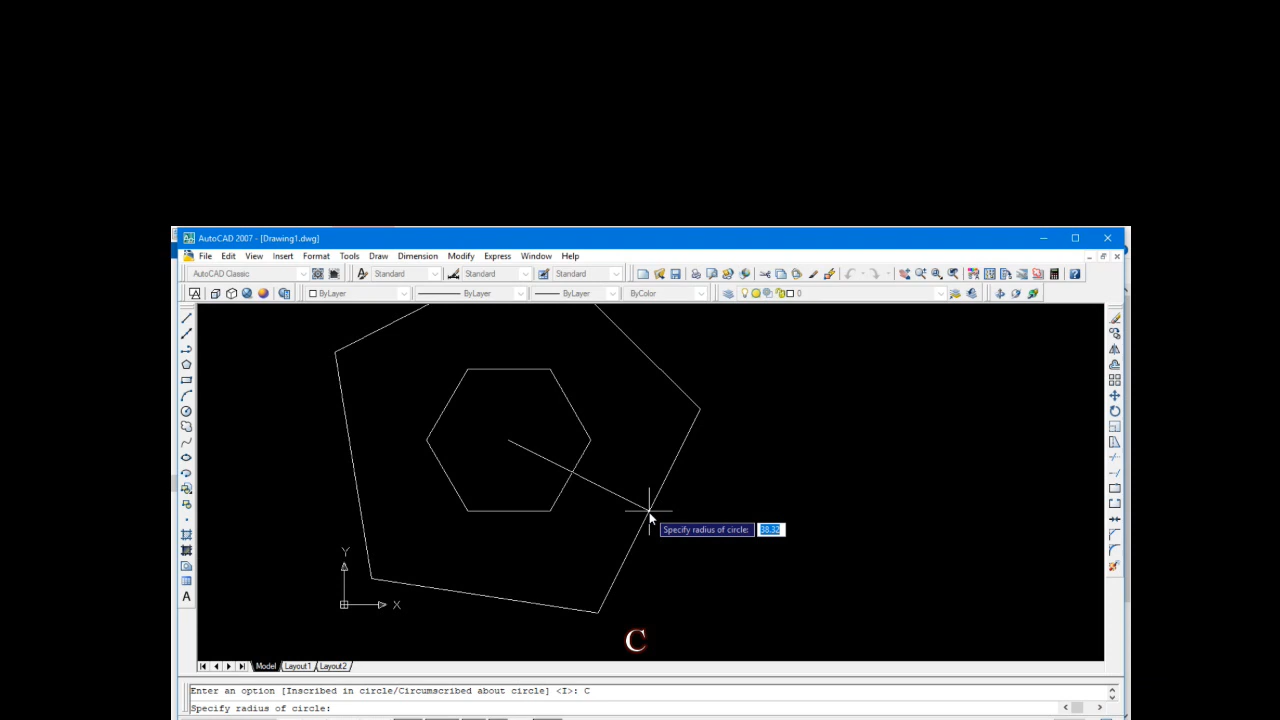 AutoCAD 2007 - [Drawing1.dwg]
File Edit View Insert Format Tools Draw Dimension Modify Express Window Help
AutoCAD Classic Standard Standard Standard
ByLayer ByLayer ByLayer ByColor 0
A
Specify radius of circle: 38.32
Y
X
C
Model Layout1 Layout2
Enter an option [Inscribed in circle/Circumscribed about circle] <I>: C
Specify radius of circle: